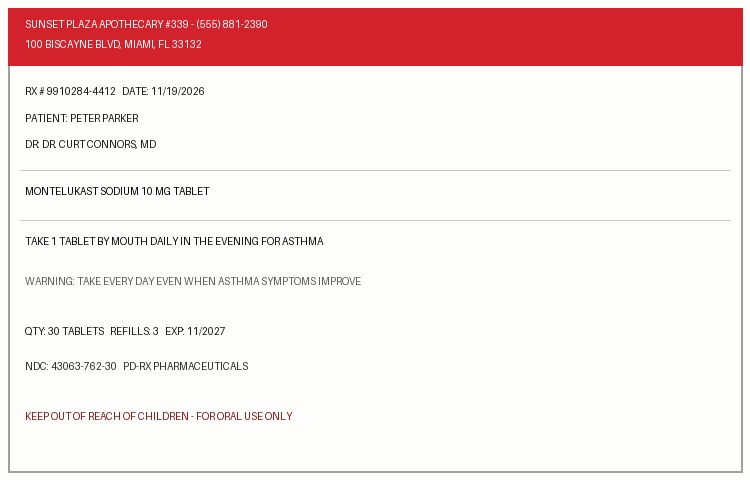 SUNSET PLAZA APOTHECARY #339 - (555) 881-2390
100 BISCAYNE BLVD, MIAMI, FL 33132
RX # 9910284-4412 DATE: 11/19/2026
PATIENT: PETER PARKER
DR: DR. CURT CONNORS, MD
MONTELUKAST SODIUM 10 MG TABLET
TAKE 1 TABLET BY MOUTH DAILY IN THE EVENING FOR ASTHMA
WARNING: TAKE EVERY DAY EVEN WHEN ASTHMA SYMPTOMS IMPROVE
QTY: 30 TABLETS REFILLS: 3 EXP: 11/2027
NDC: 43063-762-30 PD-RX PHARMACEUTICALS
KEEP OUT OF REACH OF CHILDREN - FOR ORAL USE ONLY